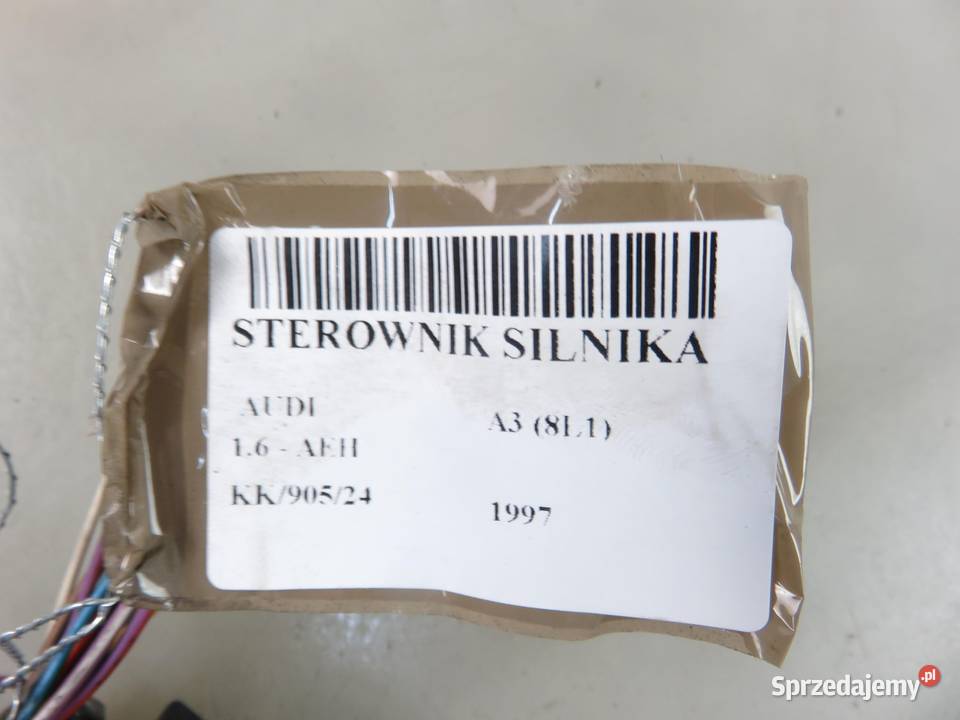 STEROWNIK SILNIKA
AUDI
A3 (8L1)
1.6 - AEH
KK/905/24
1997
Sprzedajemy.pl